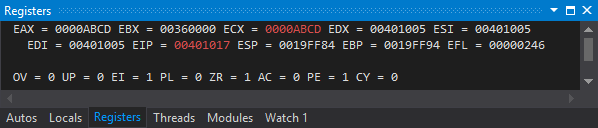 Registers
EAX = 0000ABCD EBX = 00360000 ECX = 0000ABCD EDX = 00401005 ESI = 00401005
EDI = 00401005 EIP = 00401017 ESP = 0019FF84 EBP = 0019FF94 EFL = 00000246
OV = 0 UP = 0 EI = 1 PL = 0 ZR = 1 AC = 0 PE = 1 CY = 0
Autos Locals Registers Threads Modules Watch 1